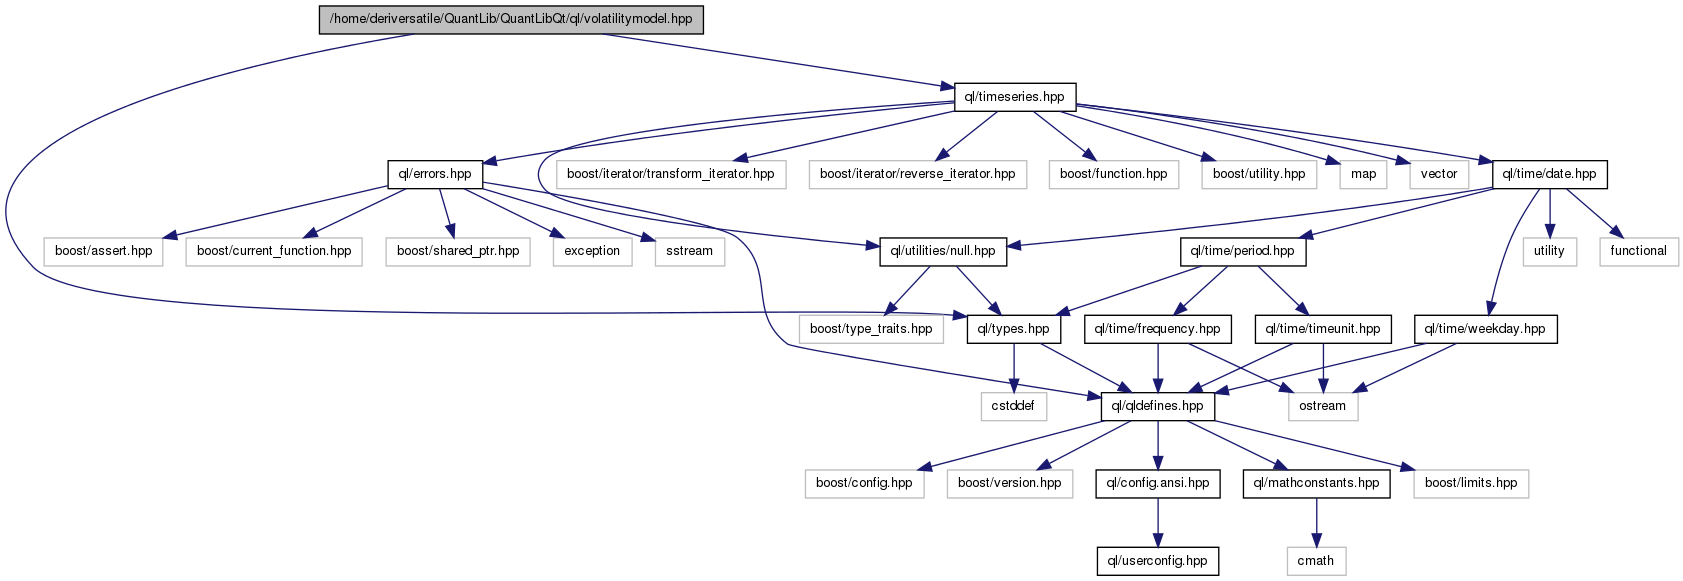 /home/deriversatile/QuantLib/QuantLibQt/ql/volatilitymodel.hpp
ql/timeseries.hpp
ql/errors.hpp
boost/iterator/transform_iterator.hpp
boost/iterator/reverse_iterator.hpp
boost/function.hpp
boost/utility.hpp
map
vector
ql/time/date.hpp
boost/assert.hpp
boost/current_function.hpp
boost/shared_ptr.hpp
exception
sstream
ql/utilities/null.hpp
ql/time/period.hpp
utility
functional
boost/type_traits.hpp
ql/types.hpp
ql/time/frequency.hpp
ql/time/timeunit.hpp
ql/time/weekday.hpp
cstddef
ql/qldefines.hpp
ostream
boost/config.hpp
boost/version.hpp
ql/config.ansi.hpp
ql/mathconstants.hpp
boost/limits.hpp
ql/userconfig.hpp
cmath